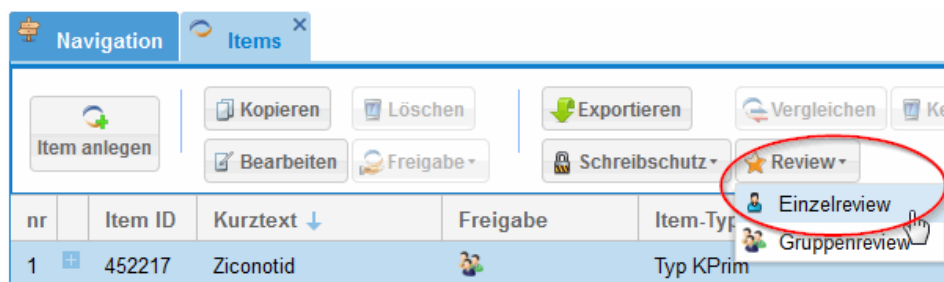 Navigation Items
Kopieren Löschen Exportieren Vergleichen
Item anlegen
Bearbeiten Freigabe Schreibschutz Review
Einzelreview
nr Item ID Kurztext Freigabe Item-Typ
Gruppenreview
1 452217 Ziconotid Typ KPrim